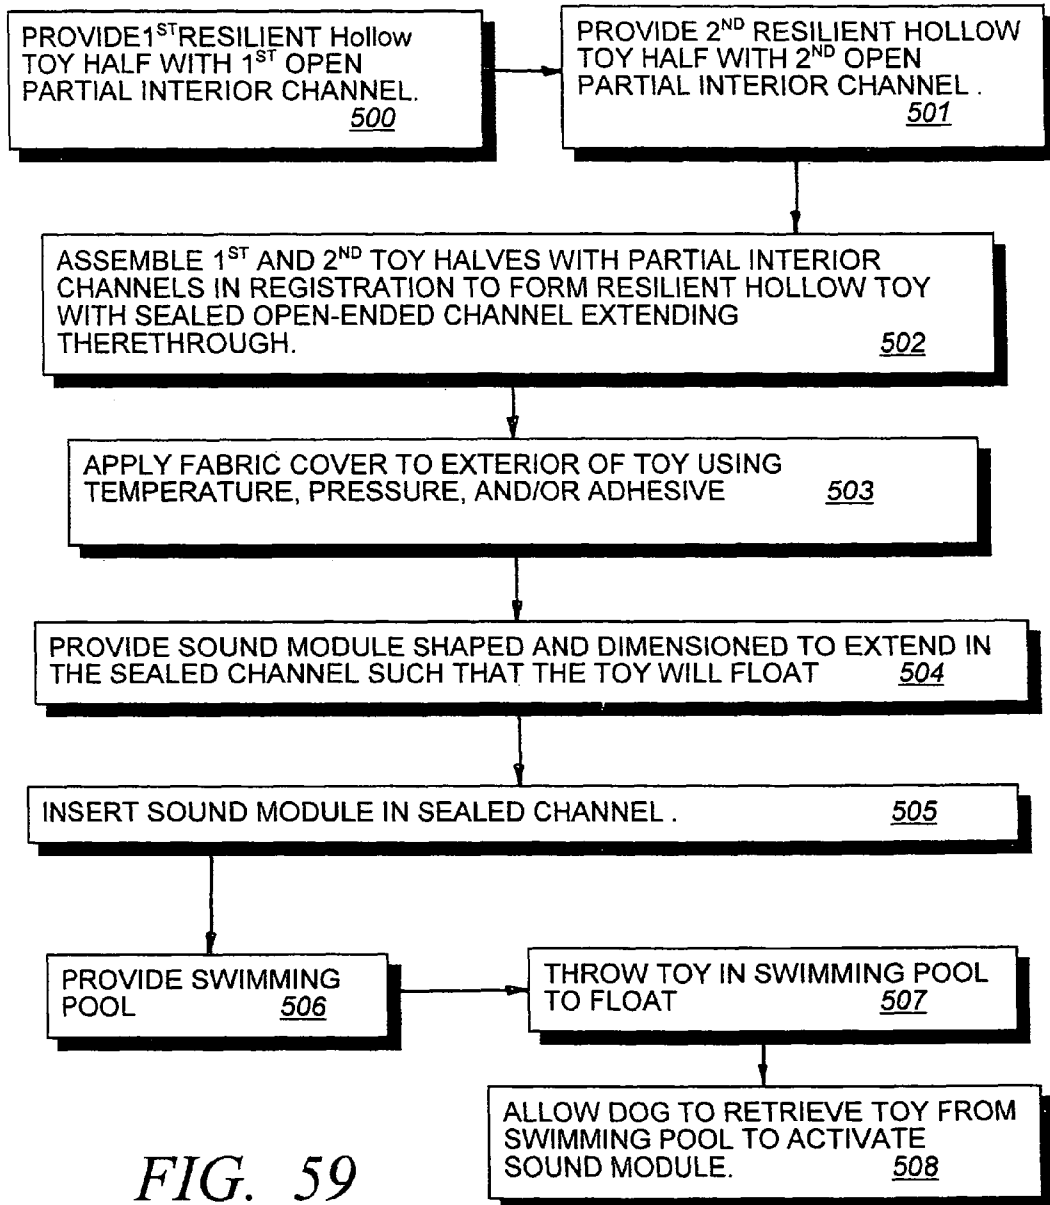 PROVIDE 1ST RESILIENT Hollow
TOY HALF WITH 1ST OPEN
PARTIAL INTERIOR CHANNEL.
500
PROVIDE 2ND RESILIENT HOLLOW
TOY HALF WITH 2ND OPEN
PARTIAL INTERIOR CHANNEL .
501
ASSEMBLE 1ST AND 2ND TOY HALVES WITH PARTIAL INTERIOR
CHANNELS IN REGISTRATION TO FORM RESILIENT HOLLOW TOY
WITH SEALED OPEN-ENDED CHANNEL EXTENDING
THERETHROUGH. 502
APPLY FABRIC COVER TO EXTERIOR OF TOY USING
TEMPERATURE, PRESSURE, AND/OR ADHESIVE 503
PROVIDE SOUND MODULE SHAPED AND DIMENSIONED TO EXTEND IN
THE SEALED CHANNEL SUCH THAT THE TOY WILL FLOAT 504
INSERT SOUND MODULE IN SEALED CHANNEL . 505
PROVIDE SWIMMING
POOL 506
THROW TOY IN SWIMMING POOL
TO FLOAT 507
ALLOW DOG TO RETRIEVE TOY FROM
SWIMMING POOL TO ACTIVATE
SOUND MODULE. 508
FIG. 59